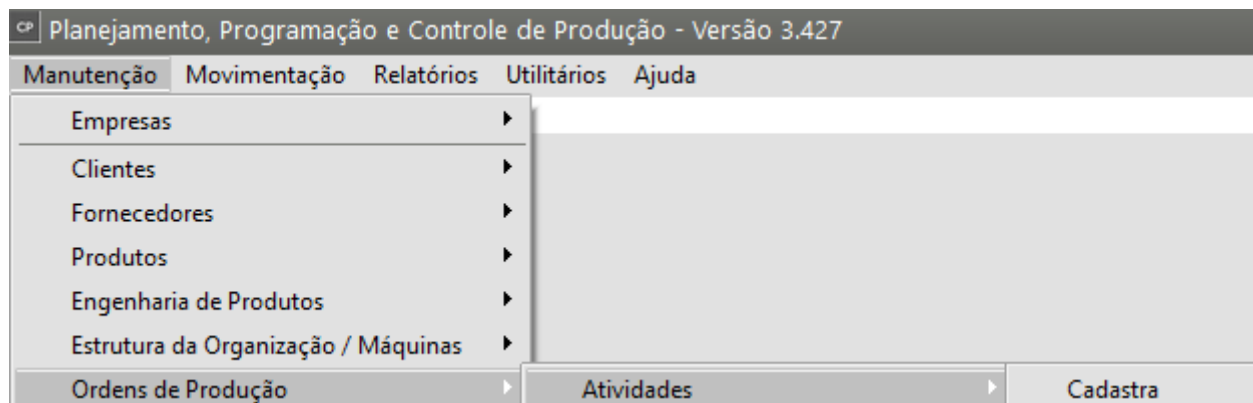 CP Planejamento, Programação e Controle de Produção - Versão 3.427
Manutenção Movimentação Relatórios Utilitários Ajuda
Empresas
Clientes
Fornecedores
Produtos
Engenharia de Produtos
Estrutura da Organização / Máquinas
Ordens de Produção Atividades Cadastra